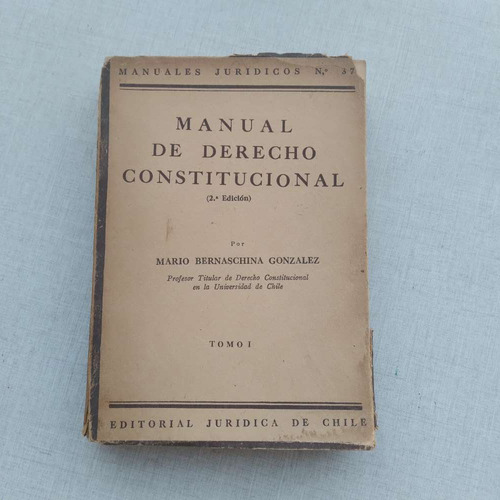 MANUALES JURIDICOS N.º 37
MANUAL
DE DERECHO
CONSTITUCIONAL
(2.ª Edición)
Por
MARIO BERNASCHINA GONZALEZ
Profesor Titular de Derecho Constitucional
en la Universidad de Chile
TOMO I
EDITORIAL JURIDICA DE CHILE